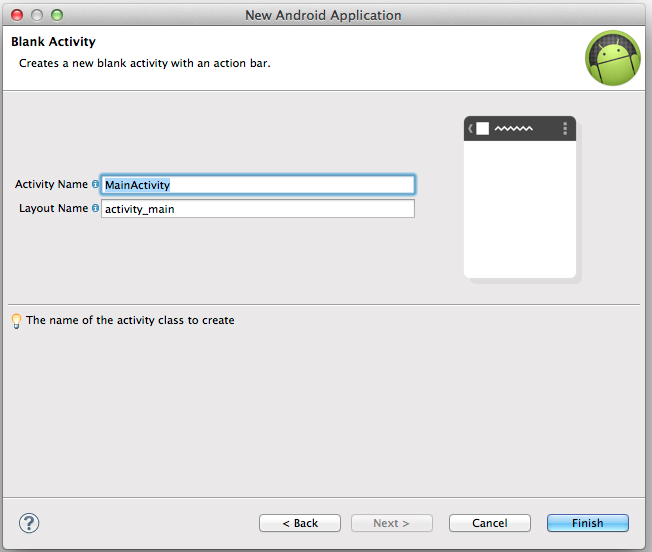 New Android Application
Blank Activity
Creates a new blank activity with an action bar.
Activity Name MainActivity
Layout Name activity_main
The name of the activity class to create
? < Back Next > Cancel Finish